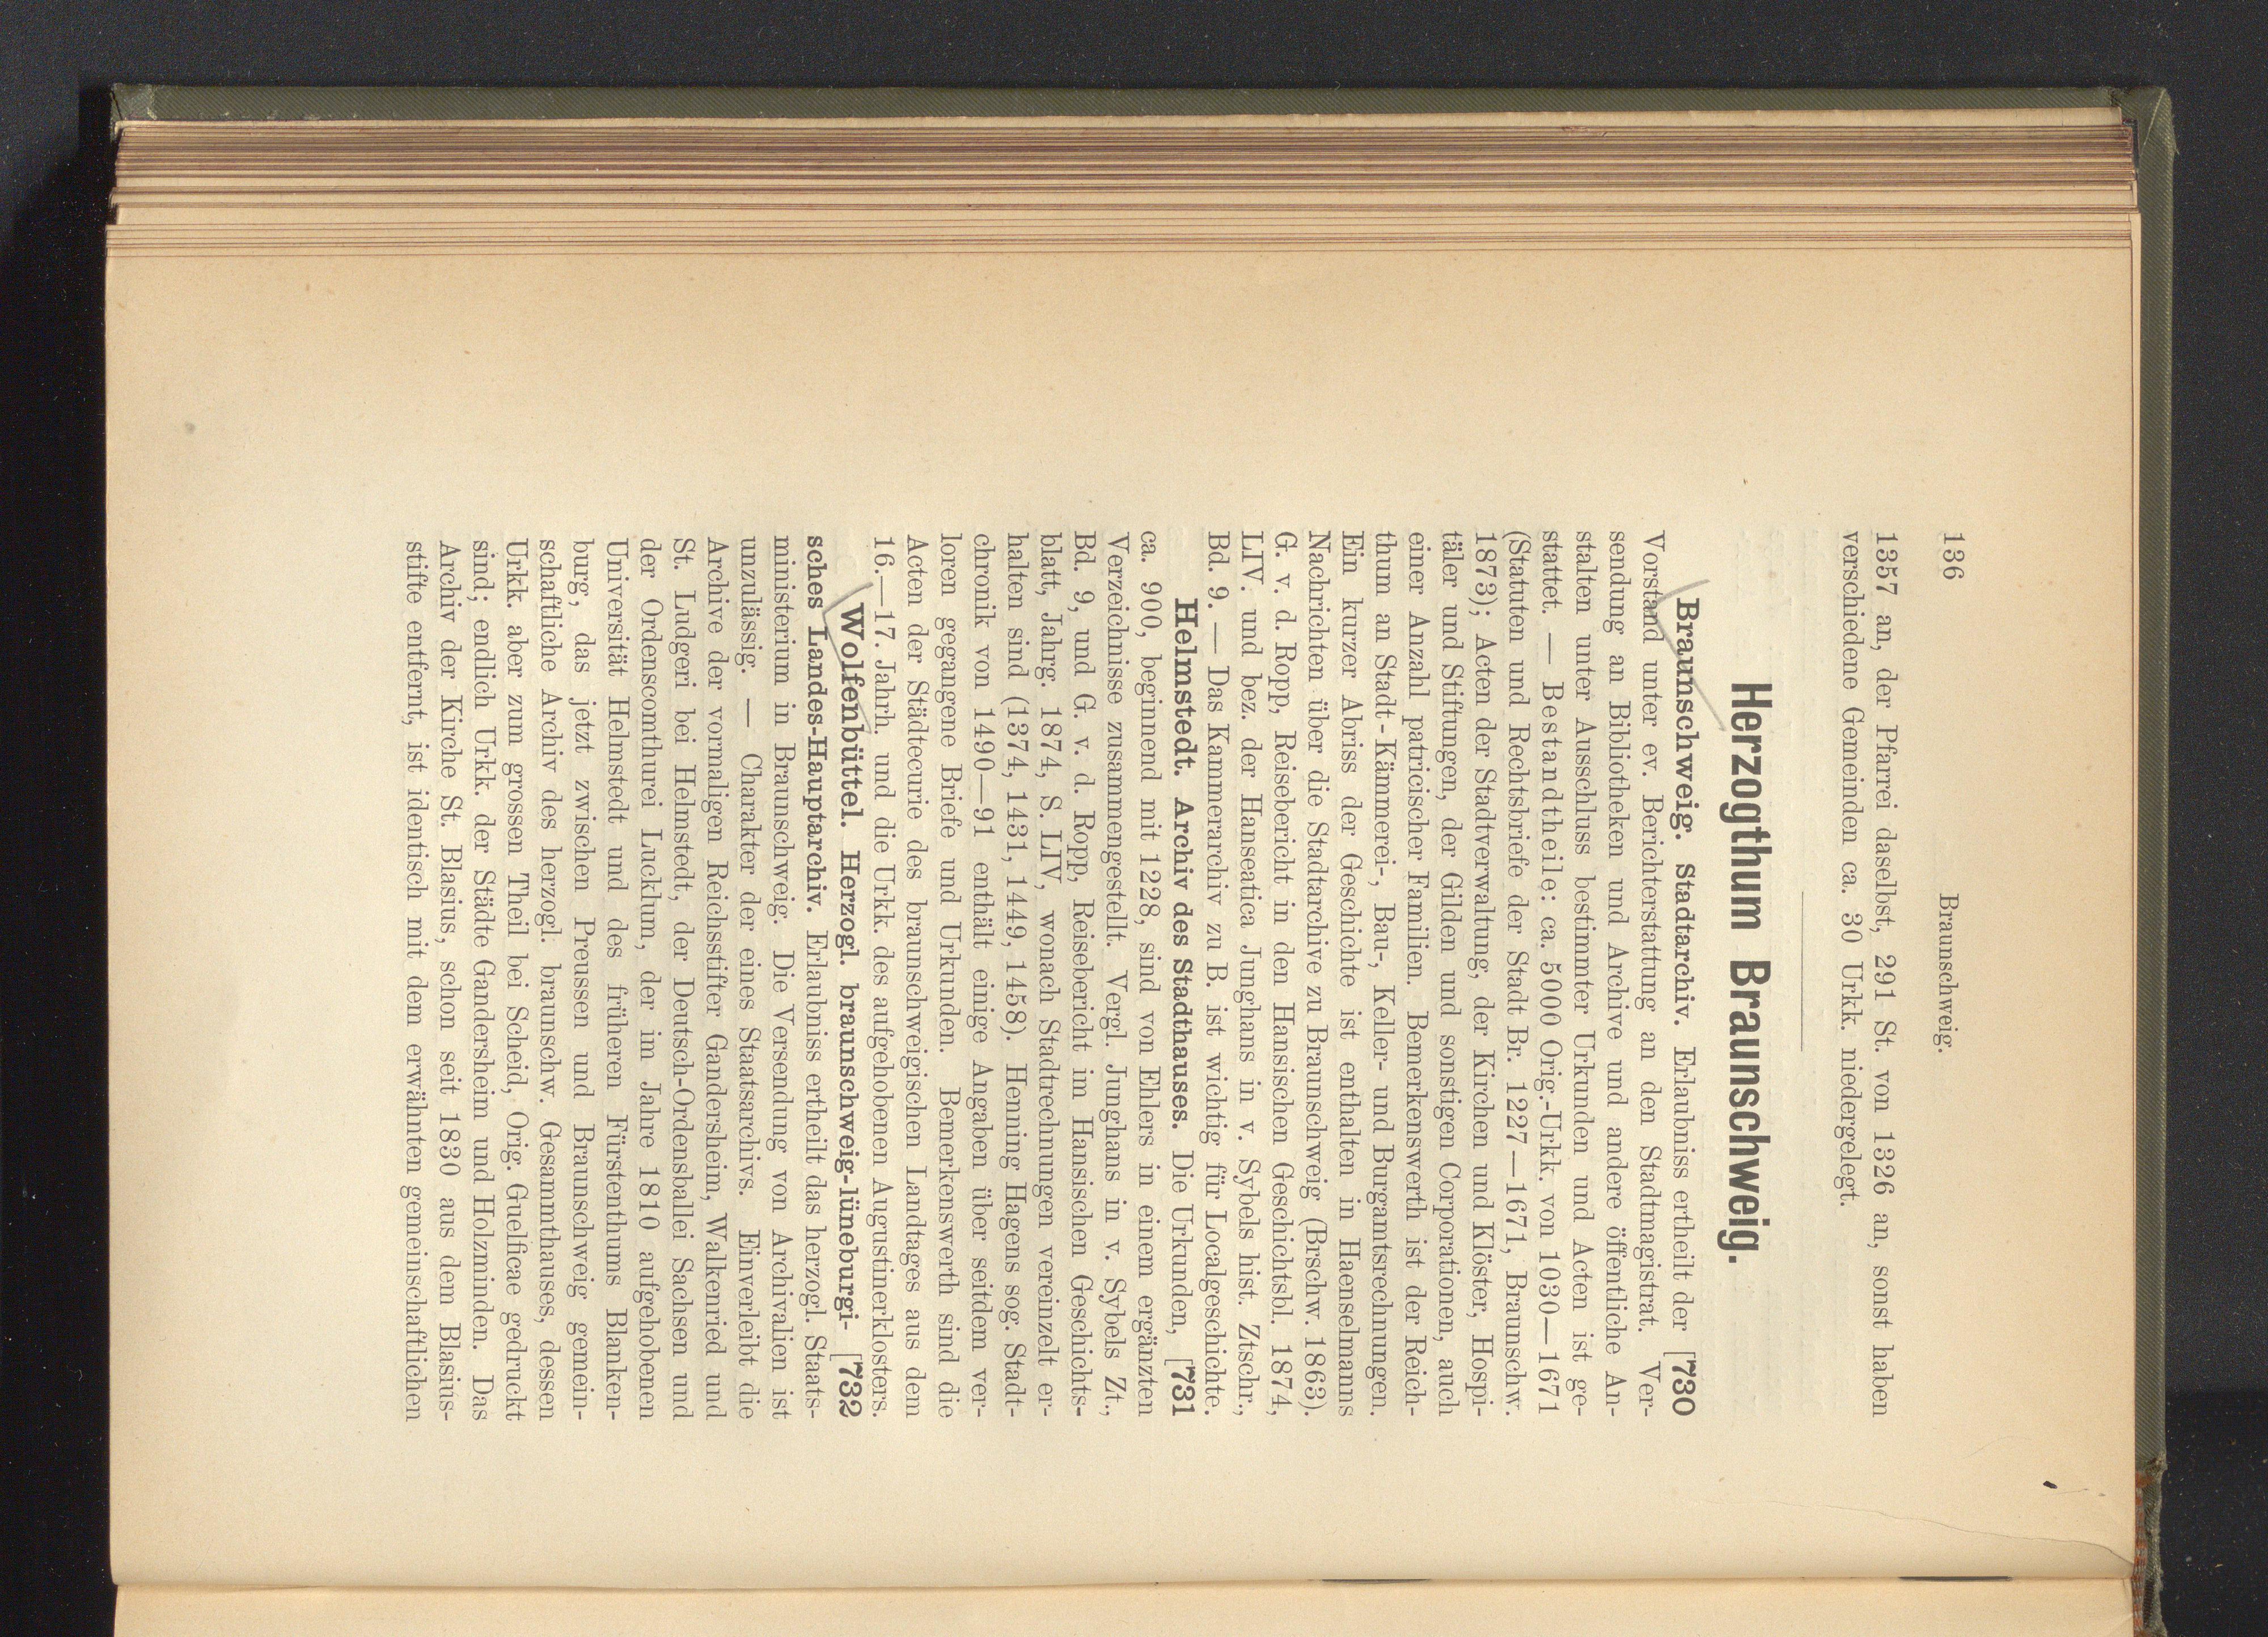 136
Braunschweig.
1357 an, der Pfarrei daselbst, 291 St. von 1326 an, sonst haben
verschiedene Gemeinden ca. 30 Urkk. niedergelegt.
Herzogthum Braunschweig.
Braunschweig. Stadtarchiv. Erlaubniss ertheilt der [730
Vorstand unter ev. Berichterstattung an den Stadtmagistrat. Ver-
sendung an Bibliotheken und Archive und andere öffentliche An-
stalten unter Ausschluss bestimmter Urkunden und Acten ist ge-
stattet. — Bestandtheile: ca. 5000 Orig.-Urkk. von 1030—1671
(Statuten und Rechtsbriefe der Stadt Br. 1227—1671, Braunschw.
1873); Acten der Stadtverwaltung, der Kirchen und Klöster, Hospi-
täler und Stiftungen, der Gilden und sonstigen Corporationen, auch
einer Anzahl patricischer Familien. Bemerkenswerth ist der Reich-
thum an Stadt-Kämmerei-, Bau-, Keller- und Burgamtsrechnungen.
Ein kurzer Abriss der Geschichte ist enthalten in Haenselmanns
Nachrichten über die Stadtarchive zu Braunschweig (Brschw. 1863).
G. v. d. Ropp, Reisebericht in den Hansischen Geschichtsbl. 1874,
LIV. und bez. der Hanseatica Junghans in v. Sybels hist. Ztschr.,
Bd. 9. — Das Kammerarchiv zu B. ist wichtig für Localgeschichte.
Helmstedt. Archiv des Stadthauses. Die Urkunden, [731
ca. 900, beginnend mit 1228, sind von Ehlers in einem ergänzten
Verzeichnisse zusammengestellt. Vergl. Junghans in v. Sybels Zt.,
Bd. 9, und G. v. d. Ropp, Reisebericht im Hansischen Geschichts-
blatt, Jahrg. 1874, S. LIV, wonach Stadtrechnungen vereinzelt er-
halten sind (1374, 1431, 1449, 1458). Henning Hagens sog. Stadt-
chronik von 1490—91 enthält einige Angaben über seitdem ver-
loren gegangene Briefe und Urkunden. Bemerkenswerth sind die
Acten der Städtecurie des braunschweigischen Landtages aus dem
16.—17. Jahrh. und die Urkk. des aufgehobenen Augustinerklosters.
Wolfenbüttel. Herzogl. braunschweig-lüneburgi- [732
sches Landes-Hauptarchiv. Erlaubniss ertheilt das herzogl. Staats-
ministerium in Braunschweig. Die Versendung von Archivalien ist
unzulässig. — Charakter der eines Staatsarchivs. Einverleibt die
Archive der vormaligen Reichsstifter Gandersheim, Walkenried und
St. Ludgeri bei Helmstedt, der Deutsch-Ordensballei Sachsen und
der Ordenscomthurei Lucklum, der im Jahre 1810 aufgehobenen
Universität Helmstedt und des früheren Fürstenthums Blanken-
burg, das jetzt zwischen Preussen und Braunschweig gemein-
schaftliche Archiv des herzogl. braunschw. Gesammthauses, dessen
Urkk. aber zum grossen Theil bei Scheid, Orig. Guelficae gedruckt
sind; endlich Urkk. der Städte Gandersheim und Holzminden. Das
Archiv der Kirche St. Blasius, schon seit 1830 aus dem Blasius-
stifte entfernt, ist identisch mit dem erwähnten gemeinschaftlichen